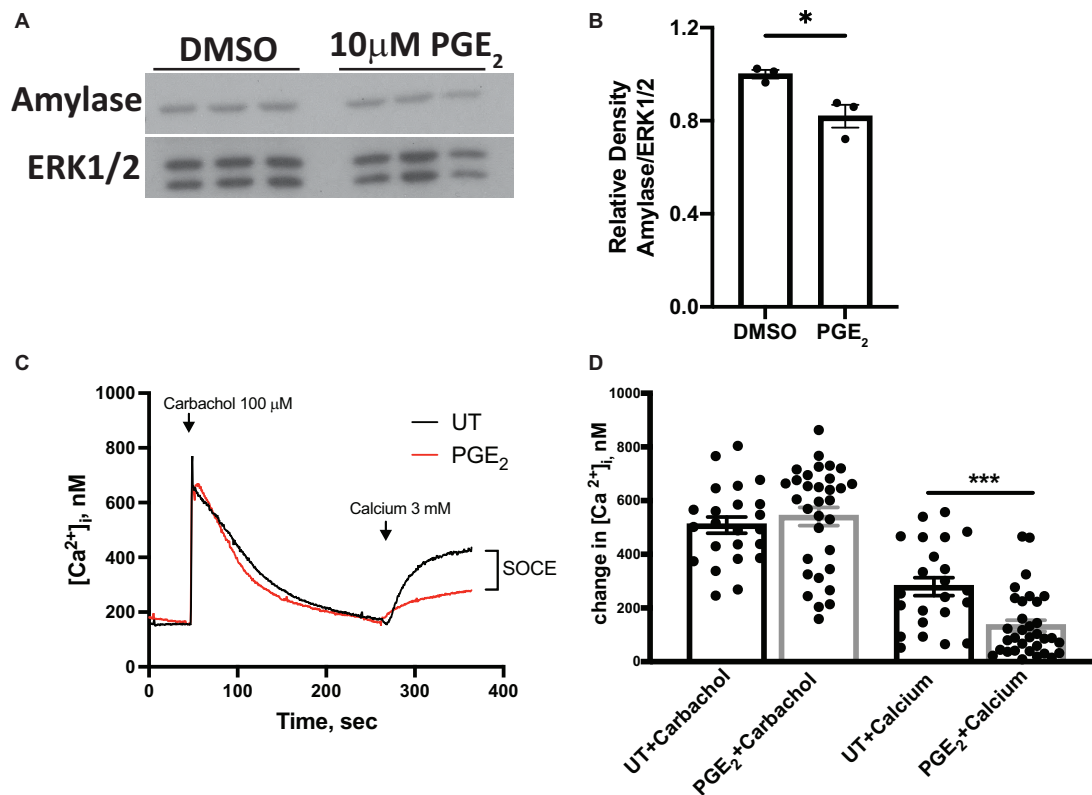 A
DMSO
10μM PGE₂
Amylase
ERK1/2
B
*
Relative Density
Amylase/ERK1/2
1.2
0.8
0.4
0.0
DMSO
PGE₂
C
Carbachol 100 μM
UT
PGE₂
Calcium 3 mM
SOCE
[Ca²⁺]i, nM
1000
800
600
400
200
0
0
100
200
300
400
Time, sec
D
***
change in [Ca ²⁺]i, nM
1000
800
600
400
200
0
UT+Carbachol
PGE₂+Carbachol
UT+Calcium
PGE₂+Calcium